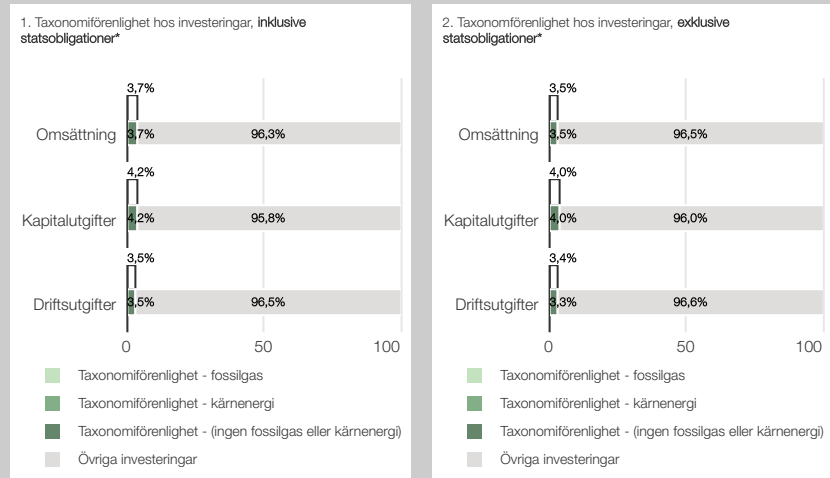 1. Taxonomiförenlighet hos investeringar, inklusive
statsobligationer*
3,7%
Omsättning 3,7% 96,3%
4,2%
Kapitalutgifter 4,2% 95,8%
3,5%
Driftsutgifter 3,5% 96,5%
0 50 100
Taxonomiförenlighet - fossilgas
Taxonomiförenlighet - kärnenergi
Taxonomiförenlighet - (ingen fossilgas eller kärnenergi)
Övriga investeringar
2. Taxonomförenlighet hos investeringar, exklusive
statsobligationer*
3,5%
Omsättning 3,5% 96,5%
4,0%
Kapitalutgifter 4,0% 96,0%
3,4%
Driftsutgifter 3,3% 96,6%
0 50 100
Taxonomiförenlighet - fossilgas
Taxonomiförenlighet - kärnenergi
Taxonomiförenlighet - (ingen fossilgas eller kärnenergi)
Övriga investeringar